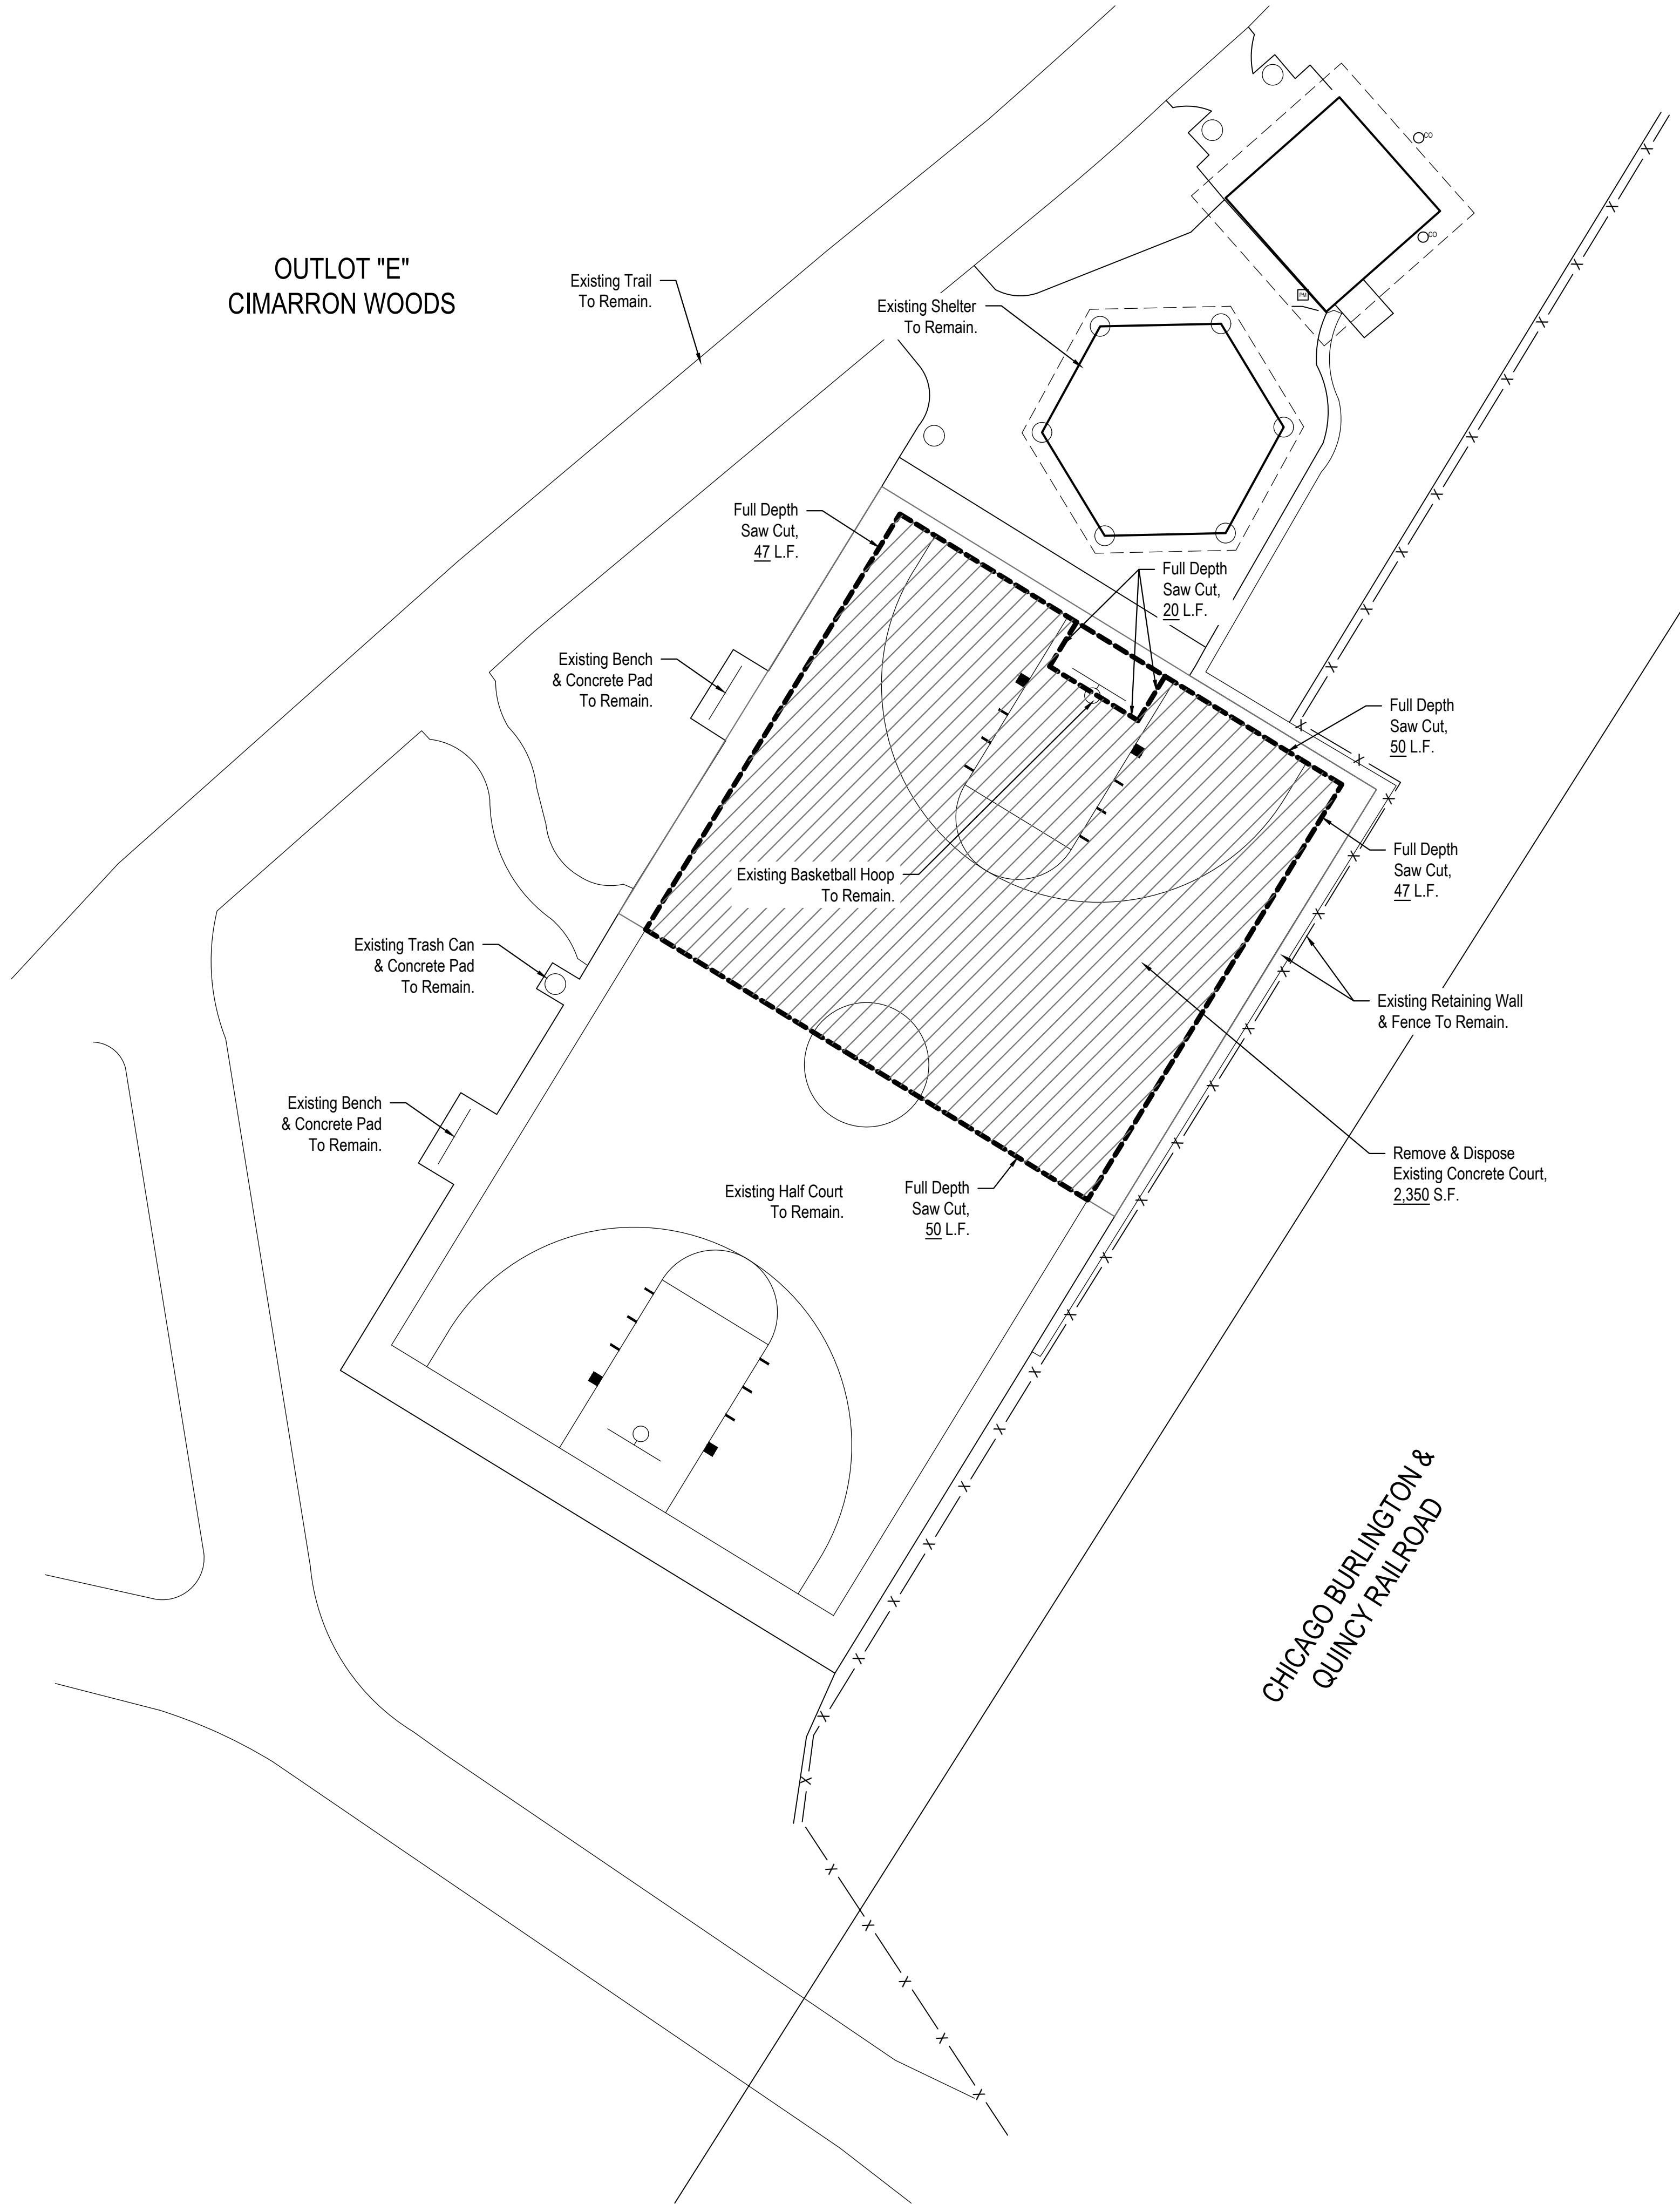 CO
CO
PM
OUTLOT "E"
CIMARRON WOODS
Existing Trail
To Remain.
Existing Shelter
To Remain.
Full Depth
Saw Cut,
47 L.F.
Full Depth
Saw Cut,
20 L.F.
Existing Bench
& Concrete Pad
To Remain.
Full Depth
Saw Cut,
50 L.F.
Existing Basketball Hoop
To Remain.
Full Depth
Saw Cut,
47 L.F.
Existing Trash Can
& Concrete Pad
To Remain.
Existing Retaining Wall
& Fence To Remain.
Existing Bench
& Concrete Pad
To Remain.
Remove & Dispose
Existing Concrete Court,
2,350 S.F.
Existing Half Court
To Remain.
Full Depth
Saw Cut,
50 L.F.
CHICAGO BURLINGTON &
QUINCY RAILROAD